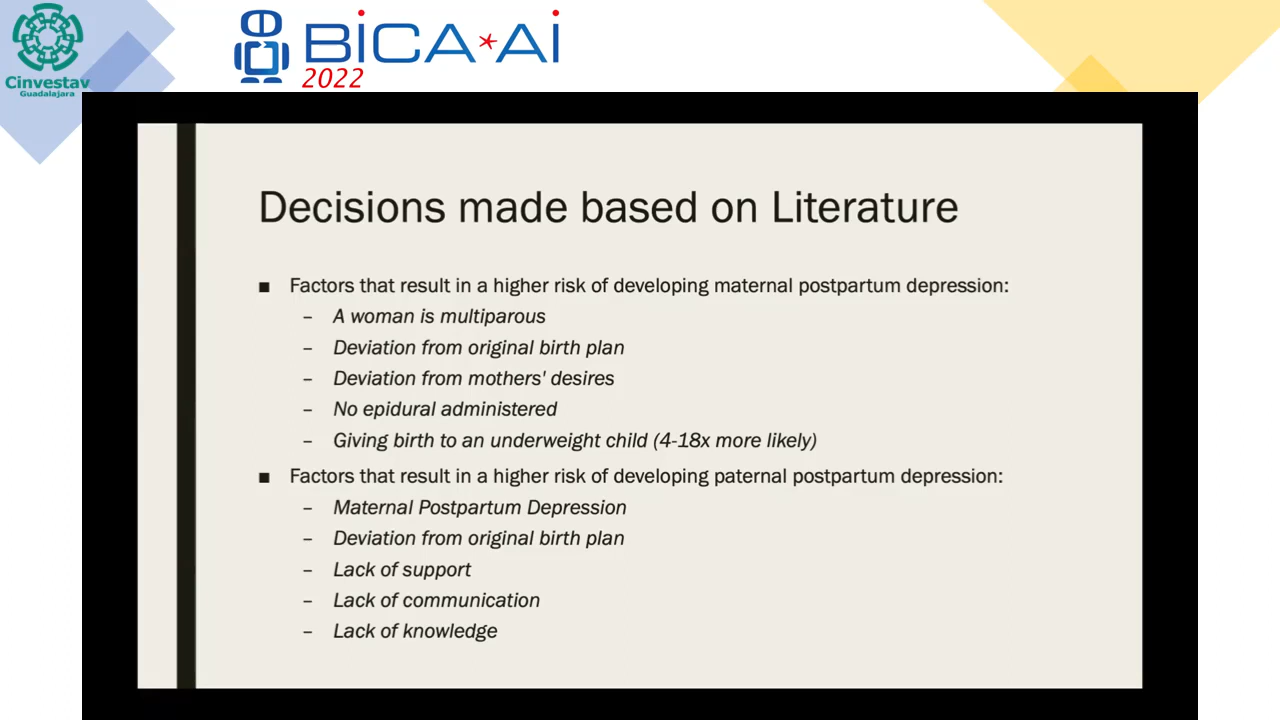 Cinvestav
Guadalajara
BiCA*Ai
2022
Decisions made based on Literature
■ Factors that result in a higher risk of developing maternal postpartum depression:
– A woman is multiparous
– Deviation from original birth plan
– Deviation from mothers' desires
– No epidural administered
– Giving birth to an underweight child (4-18x more likely)
■ Factors that result in a higher risk of developing paternal postpartum depression:
– Maternal Postpartum Depression
– Deviation from original birth plan
– Lack of support
– Lack of communication
– Lack of knowledge